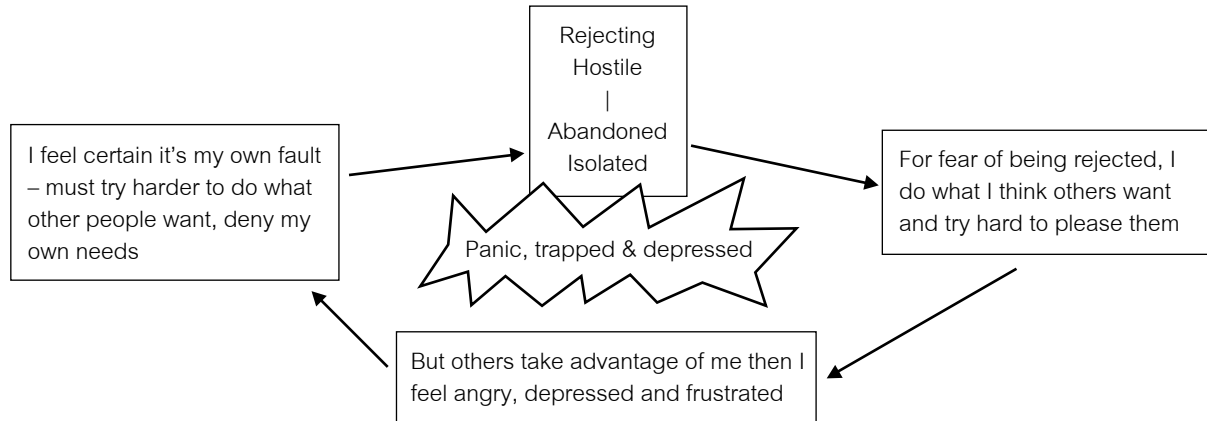 Rejecting
Hostile
|
Abandoned
Isolated
I feel certain it's my own fault
– must try harder to do what
other people want, deny my
own needs
For fear of being rejected, I
do what I think others want
and try hard to please them
Panic, trapped & depressed
But others take advantage of me then I
feel angry, depressed and frustrated